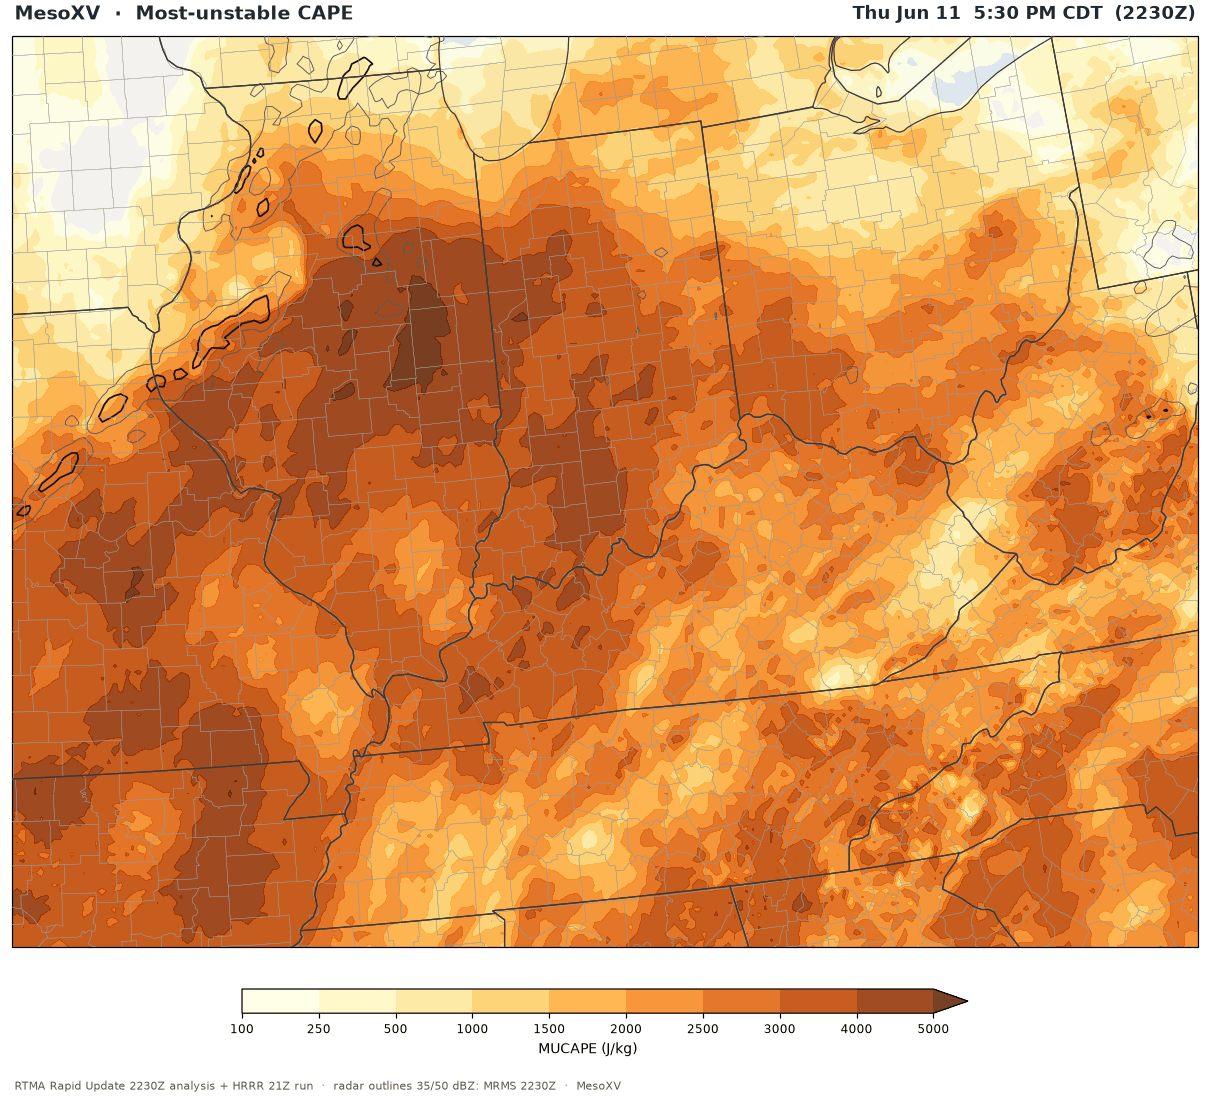 MesoXV · Most-unstable CAPE
Thu Jun 11 5:30 PM CDT (2230Z)
100 250 500 1000 1500 2000 2500 3000 4000 5000
MUCAPE (J/kg)
RTMA Rapid Update 2230Z analysis + HRRR 21Z run · radar outlines 35/50 dBZ: MRMS 2230Z · MesoXV